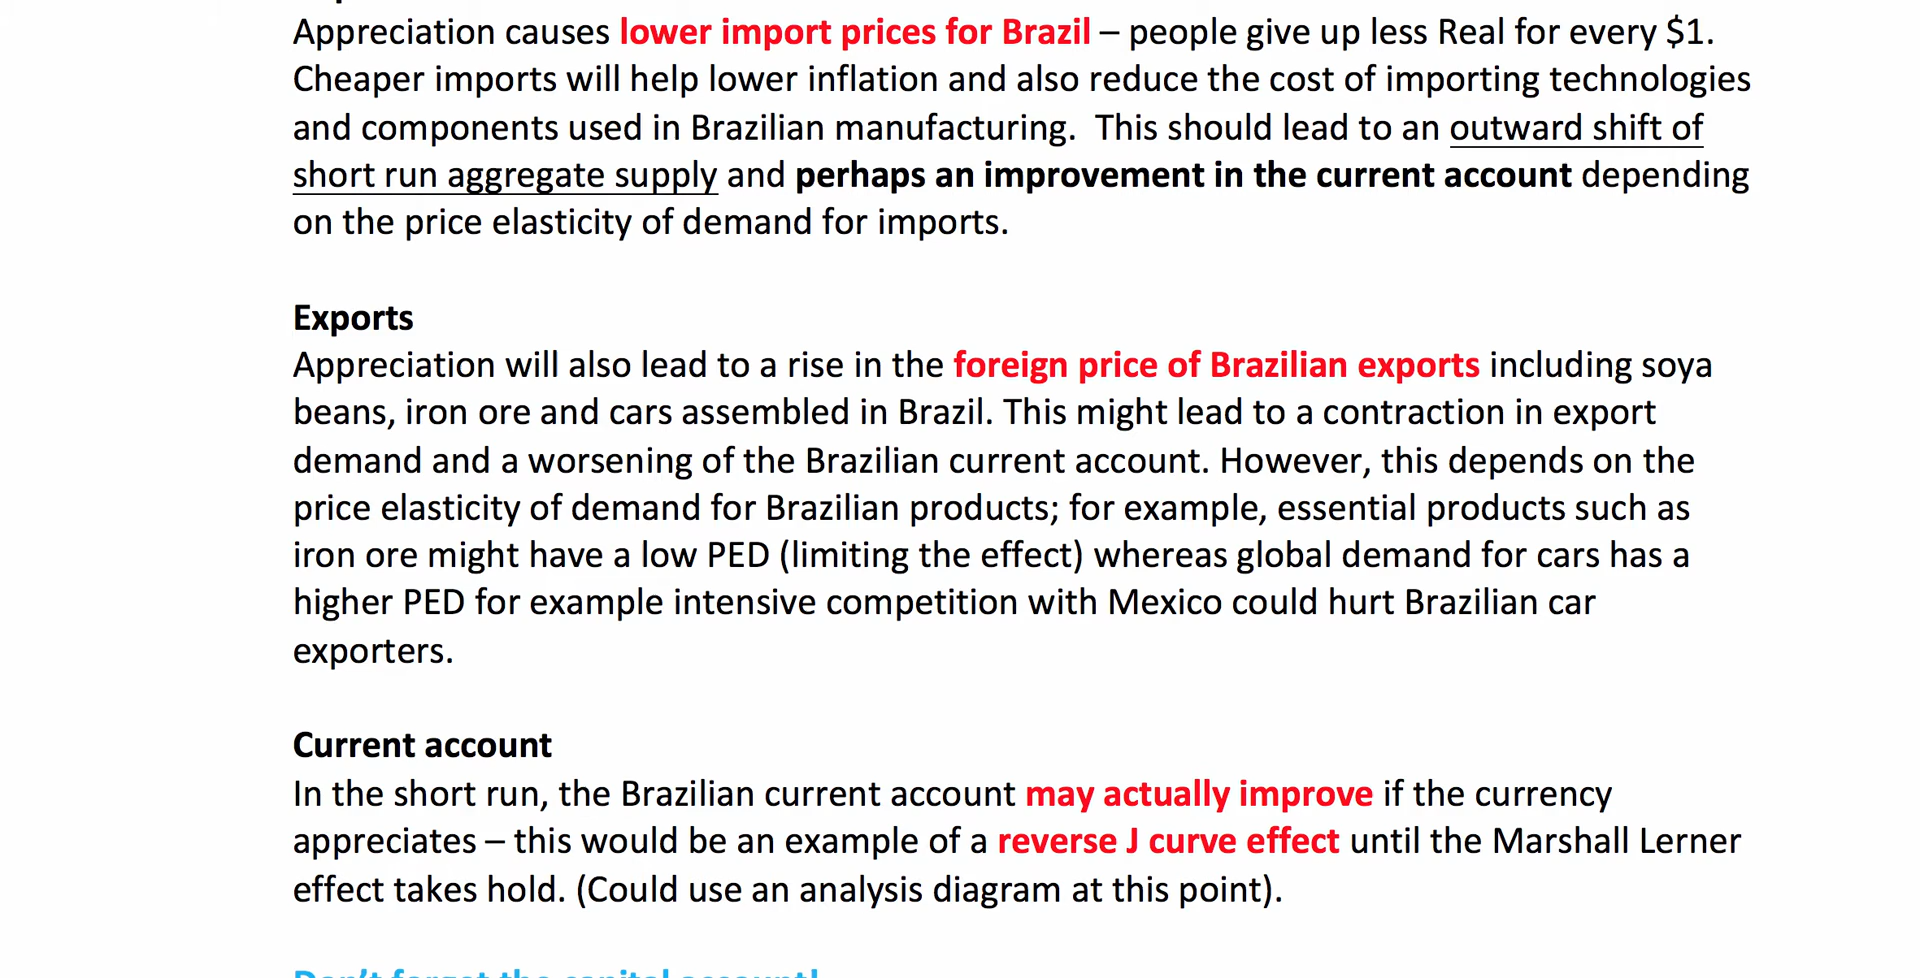 Appreciation causes lower import prices for Brazil – people give up less Real for every $1.
Cheaper imports will help lower inflation and also reduce the cost of importing technologies
and components used in Brazilian manufacturing.  This should lead to an outward shift of
short run aggregate supply and perhaps an improvement in the current account depending
on the price elasticity of demand for imports.
Exports
Appreciation will also lead to a rise in the foreign price of Brazilian exports including soya
beans, iron ore and cars assembled in Brazil. This might lead to a contraction in export
demand and a worsening of the Brazilian current account. However, this depends on the
price elasticity of demand for Brazilian products; for example, essential products such as
iron ore might have a low PED (limiting the effect) whereas global demand for cars has a
higher PED for example intensive competition with Mexico could hurt Brazilian car
exporters.
Current account
In the short run, the Brazilian current account may actually improve if the currency
appreciates – this would be an example of a reverse J curve effect until the Marshall Lerner
effect takes hold. (Could use an analysis diagram at this point).
Don't forget the capital account!